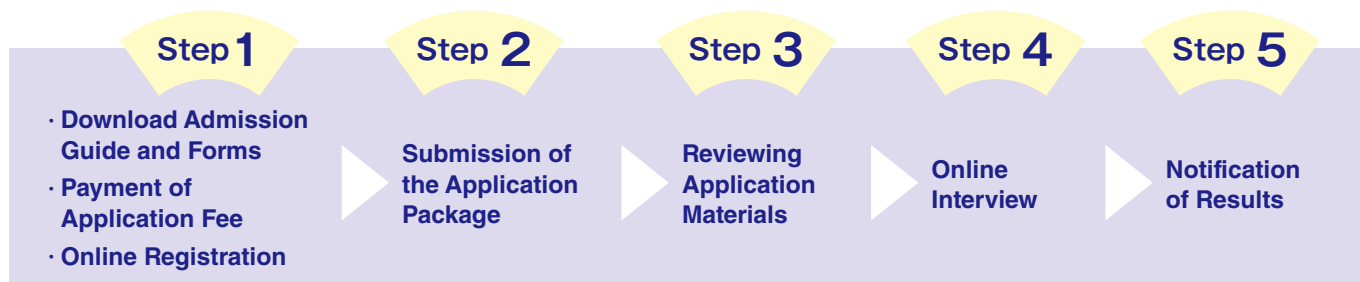 Step 1
· Download Admission
Guide and Forms
· Payment of
Application Fee
· Online Registration
Step 2
Submission of
the Application
Package
Step 3
Reviewing
Application
Materials
Step 4
Online
Interview
Step 5
Notification
of Results